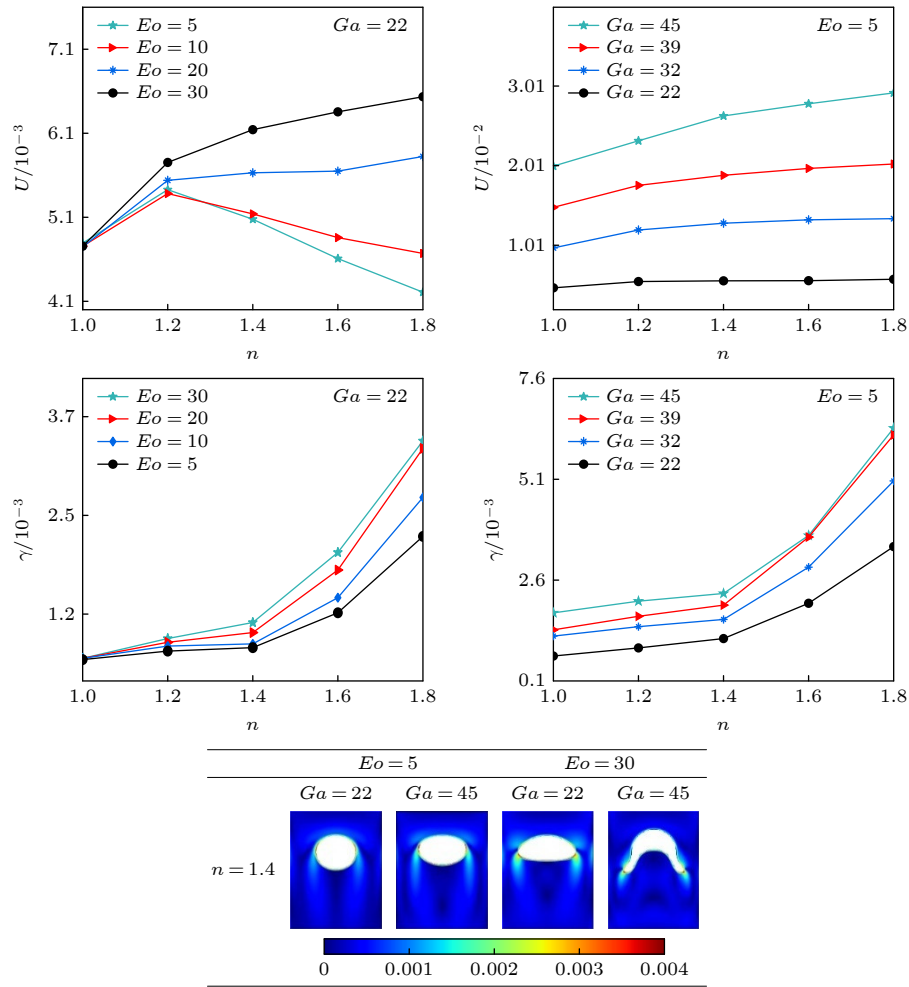 Eo = 5
Eo = 10
Eo = 20
Eo = 30
Ga = 22
7.1
6.1
5.1
4.1
U/10⁻³
1.0 1.2 1.4 1.6 1.8
n
Ga = 45
Ga = 39
Ga = 32
Ga = 22
Eo = 5
3.01
2.01
1.01
U/10⁻²
1.0 1.2 1.4 1.6 1.8
n
Eo = 30
Eo = 20
Eo = 10
Eo = 5
Ga = 22
3.7
2.5
1.2
γ/10⁻³
1.0 1.2 1.4 1.6 1.8
n
Ga = 45
Ga = 39
Ga = 32
Ga = 22
Eo = 5
7.6
5.1
2.6
0.1
γ/10⁻³
1.0 1.2 1.4 1.6 1.8
n
Eo = 5 Eo = 30
Ga = 22 Ga = 45 Ga = 22 Ga = 45
n = 1.4
0 0.001 0.002 0.003 0.004